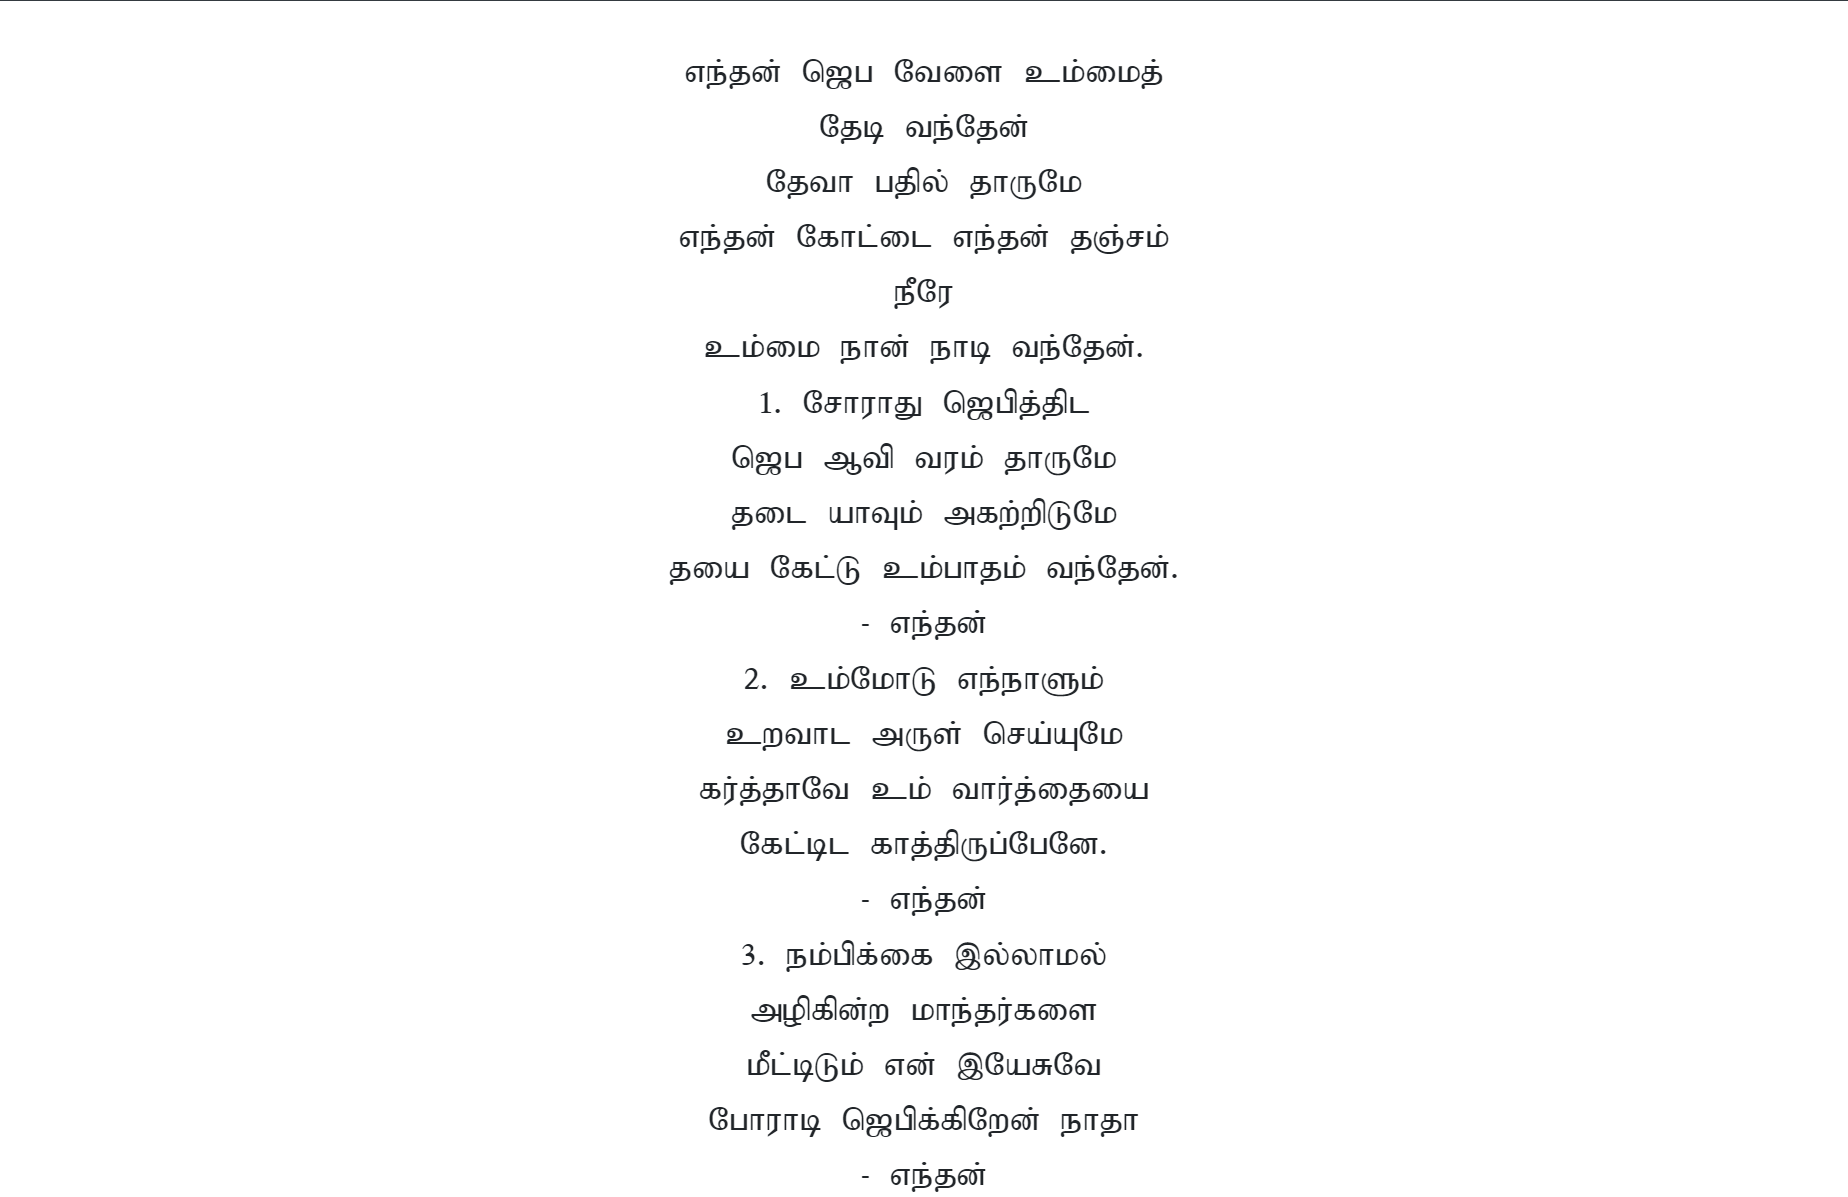 எந்தன் ஜெப வேளை உம்மைத்
தேடி வந்தேன்
தேவா பதில் தாருமே
எந்தன் கோட்டை எந்தன் தஞ்சம்
நீரே
உம்மை நான் நாடி வந்தேன்.
1. சோராது ஜெபித்திட
ஜெப ஆவி வரம் தாருமே
தடை யாவும் அகற்றிடுமே
தயை கேட்டு உம்பாதம் வந்தேன்.
- எந்தன்
2. உம்மோடு எந்நாளும்
உறவாட அருள் செய்யுமே
கர்த்தாவே உம் வார்த்தையை
கேட்டிட காத்திருப்பேனே.
- எந்தன்
3. நம்பிக்கை இல்லாமல்
அழிகின்ற மாந்தர்களை
மீட்டிடும் என் இயேசுவே
போராடி ஜெபிக்கிறேன் நாதா
- எந்தன்